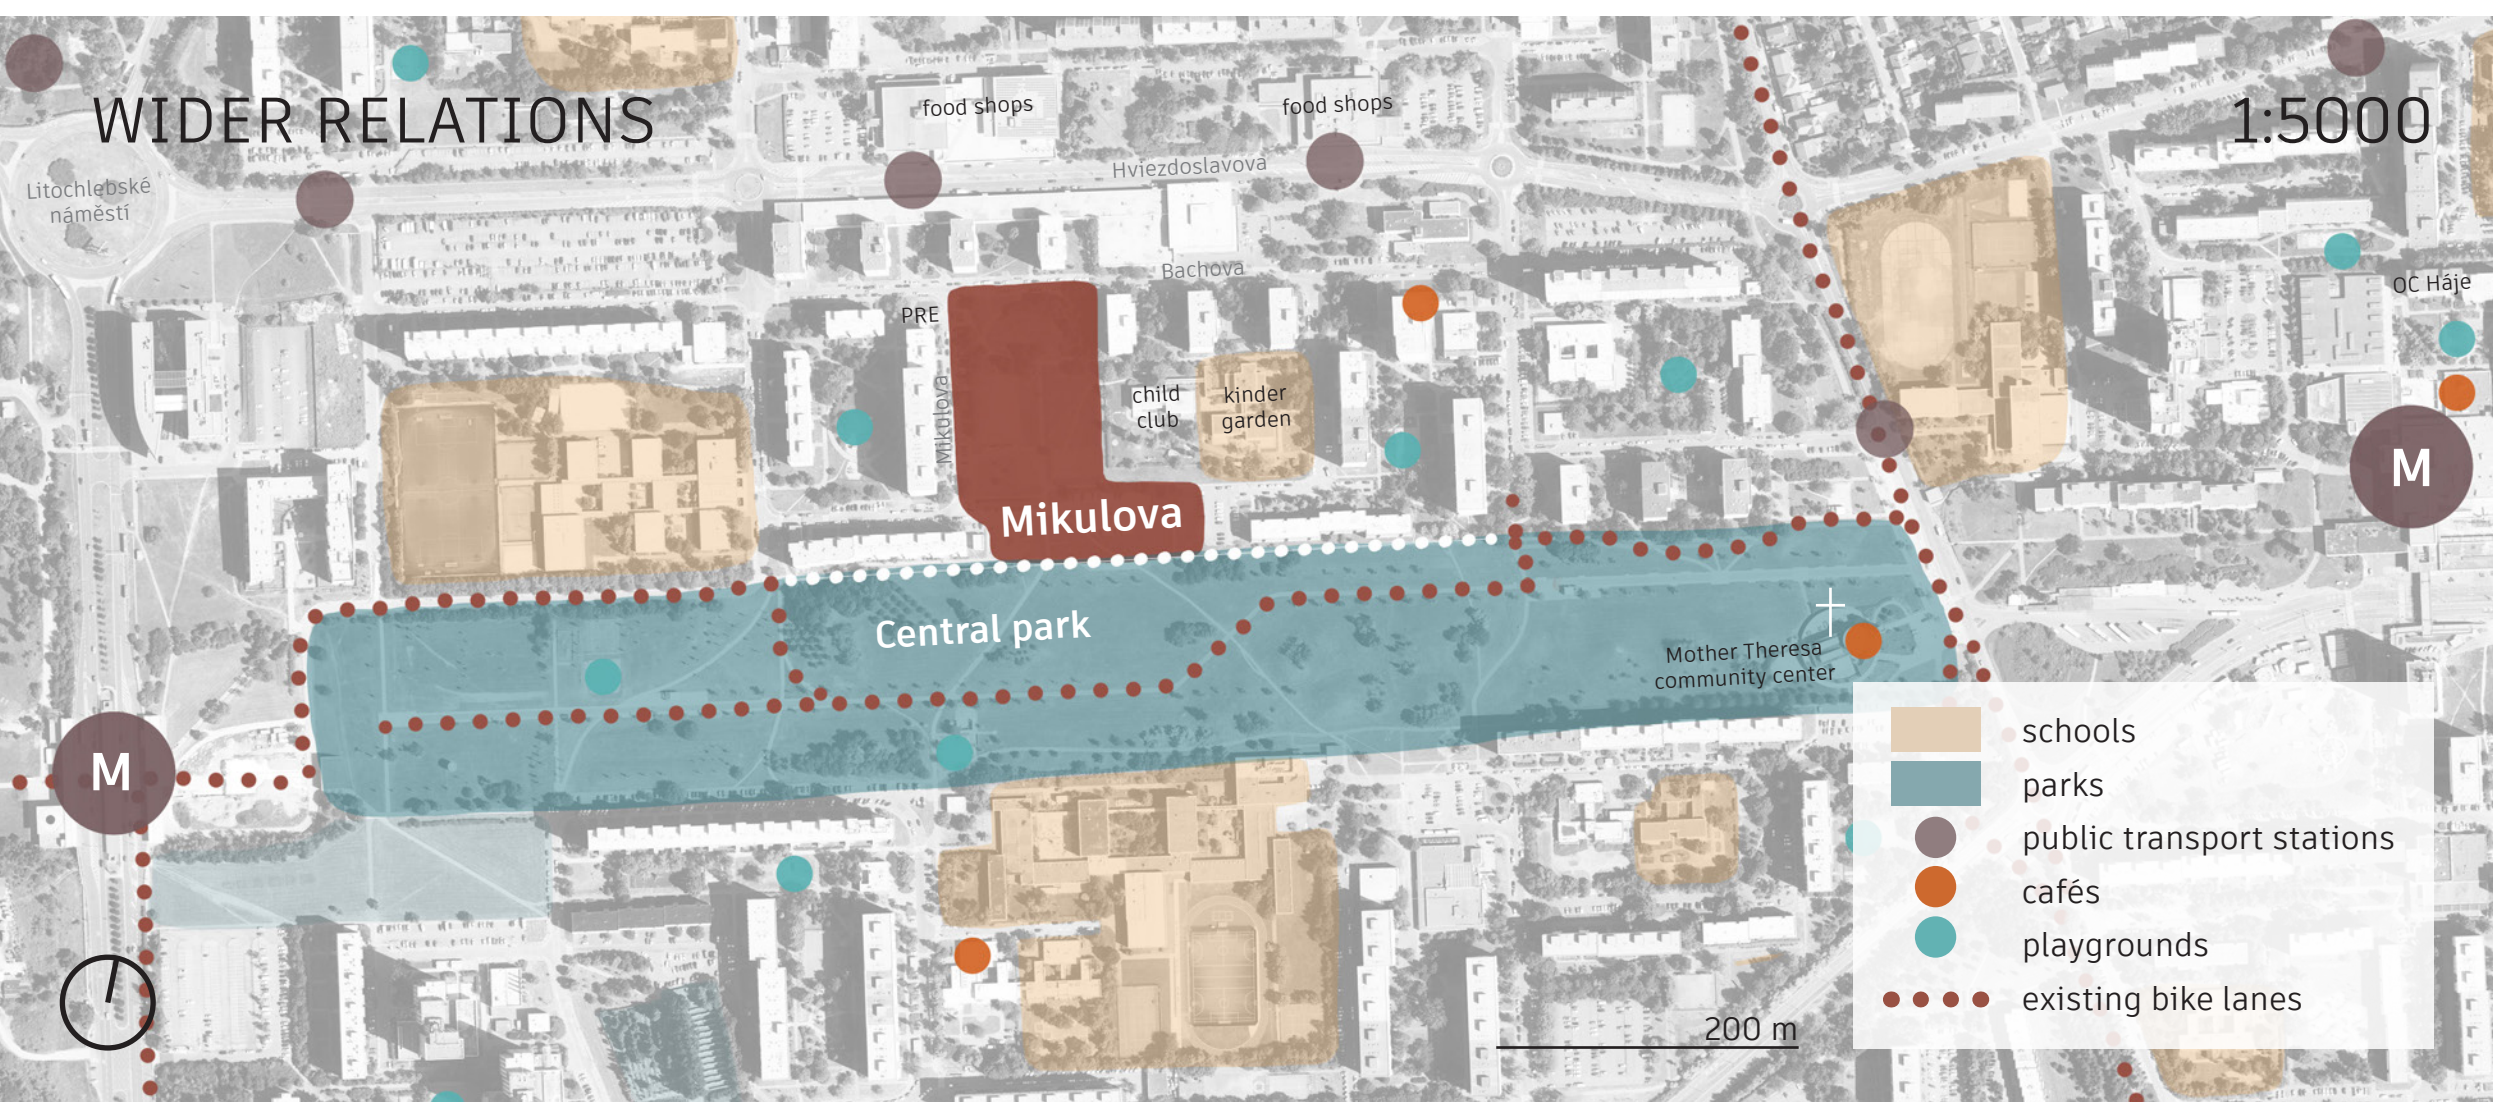 WIDER RELATIONS
1:5000
food shops
food shops
Hviezdoslavova
Litochlebské
náměstí
Bachova
OC Háje
PRE
Mikulova
child
club
kinder
garden
M
Mikulova
Central park
Mother Theresa
community center
M
schools
parks
public transport stations
cafés
playgrounds
existing bike lanes
200 m